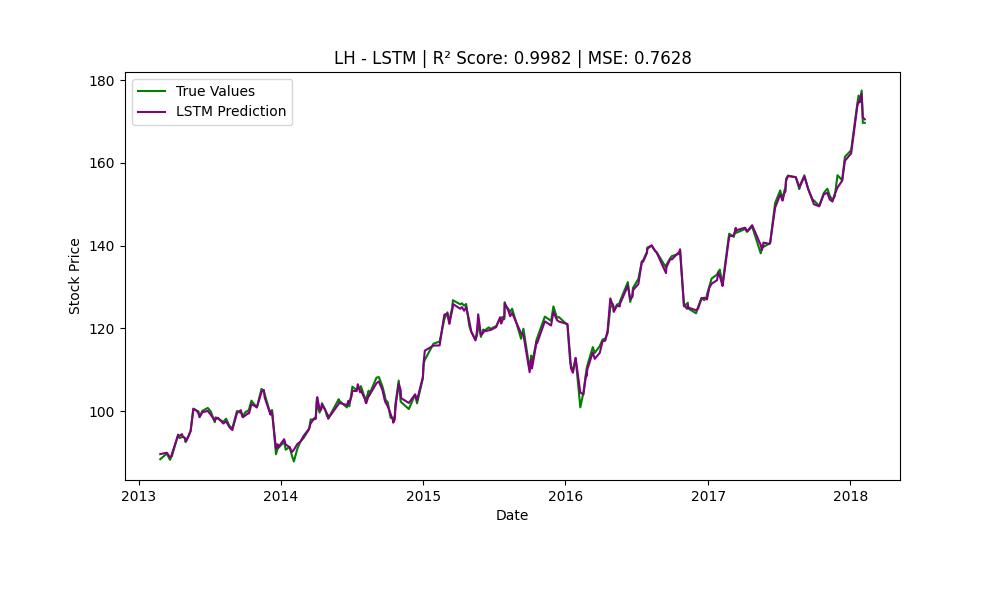 LH - LSTM | R² Score: 0.9982 | MSE: 0.7628
True Values
LSTM Prediction
180
160
140
120
100
Stock Price
2013 2014 2015 2016 2017 2018
Date